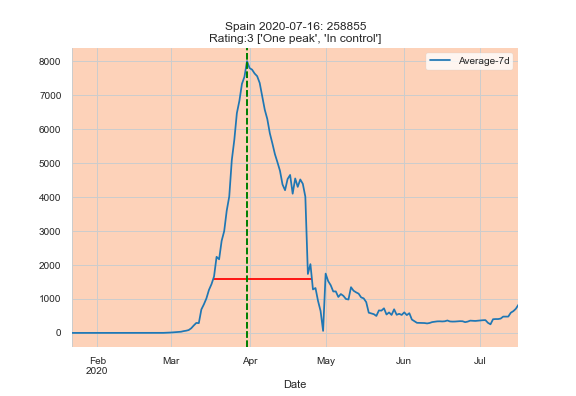 Spain 2020-07-16: 258855
Rating:3 ['One peak', 'In control']
Average-7d
8000
7000
6000
5000
4000
3000
2000
1000
0
Feb
2020
Mar
Apr
May
Jun
Jul
Date